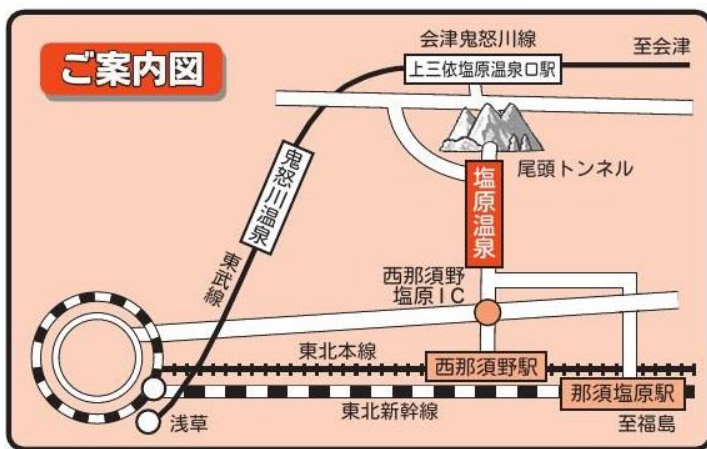 ご案内図
会津鬼怒川線
至会津
上三依塩原温泉口駅
尾頭トンネル
鬼怒川温泉
塩原温泉
東武線
西那須野
塩原IC
東北本線
西那須野駅
那須塩原駅
東北新幹線
浅草
至福島